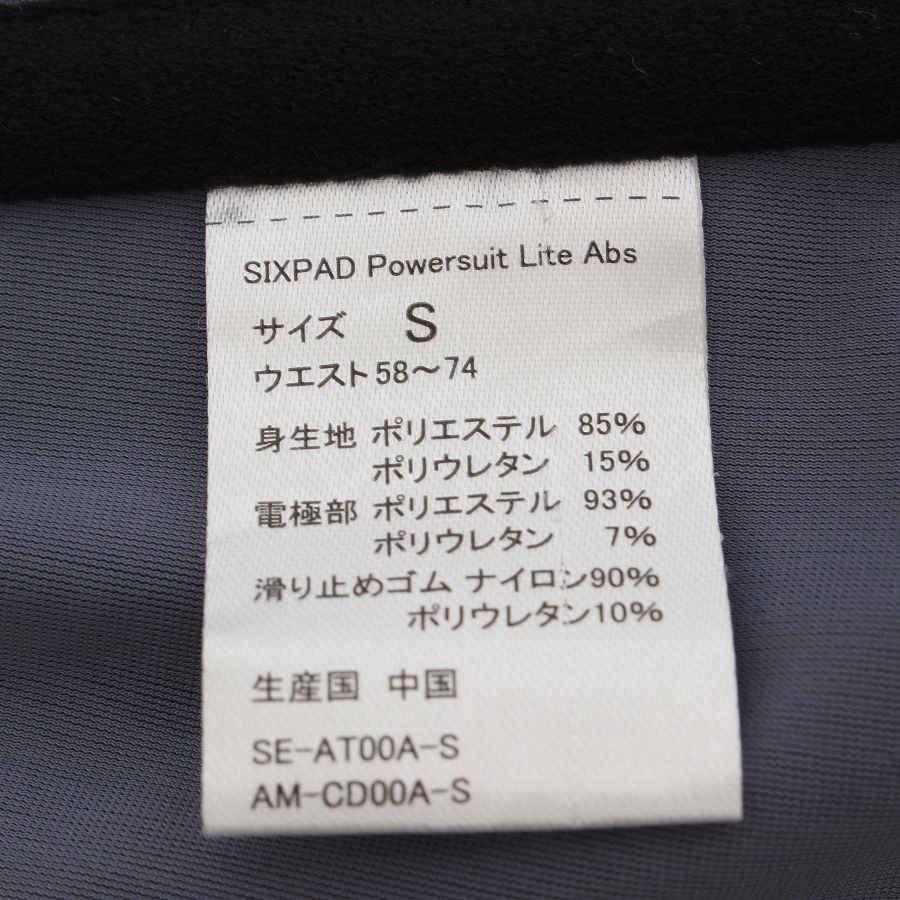 SIXPAD Powersuit Lite Abs
サイズ S
ウエスト58～74
身生地 ポリエステル 85%
ポリウレタン 15%
電極部 ポリエステル 93%
ポリウレタン 7%
滑り止めゴム ナイロン90%
ポリウレタン10%
生産国 中国
SE-AT00A-S
AM-CD00A-S